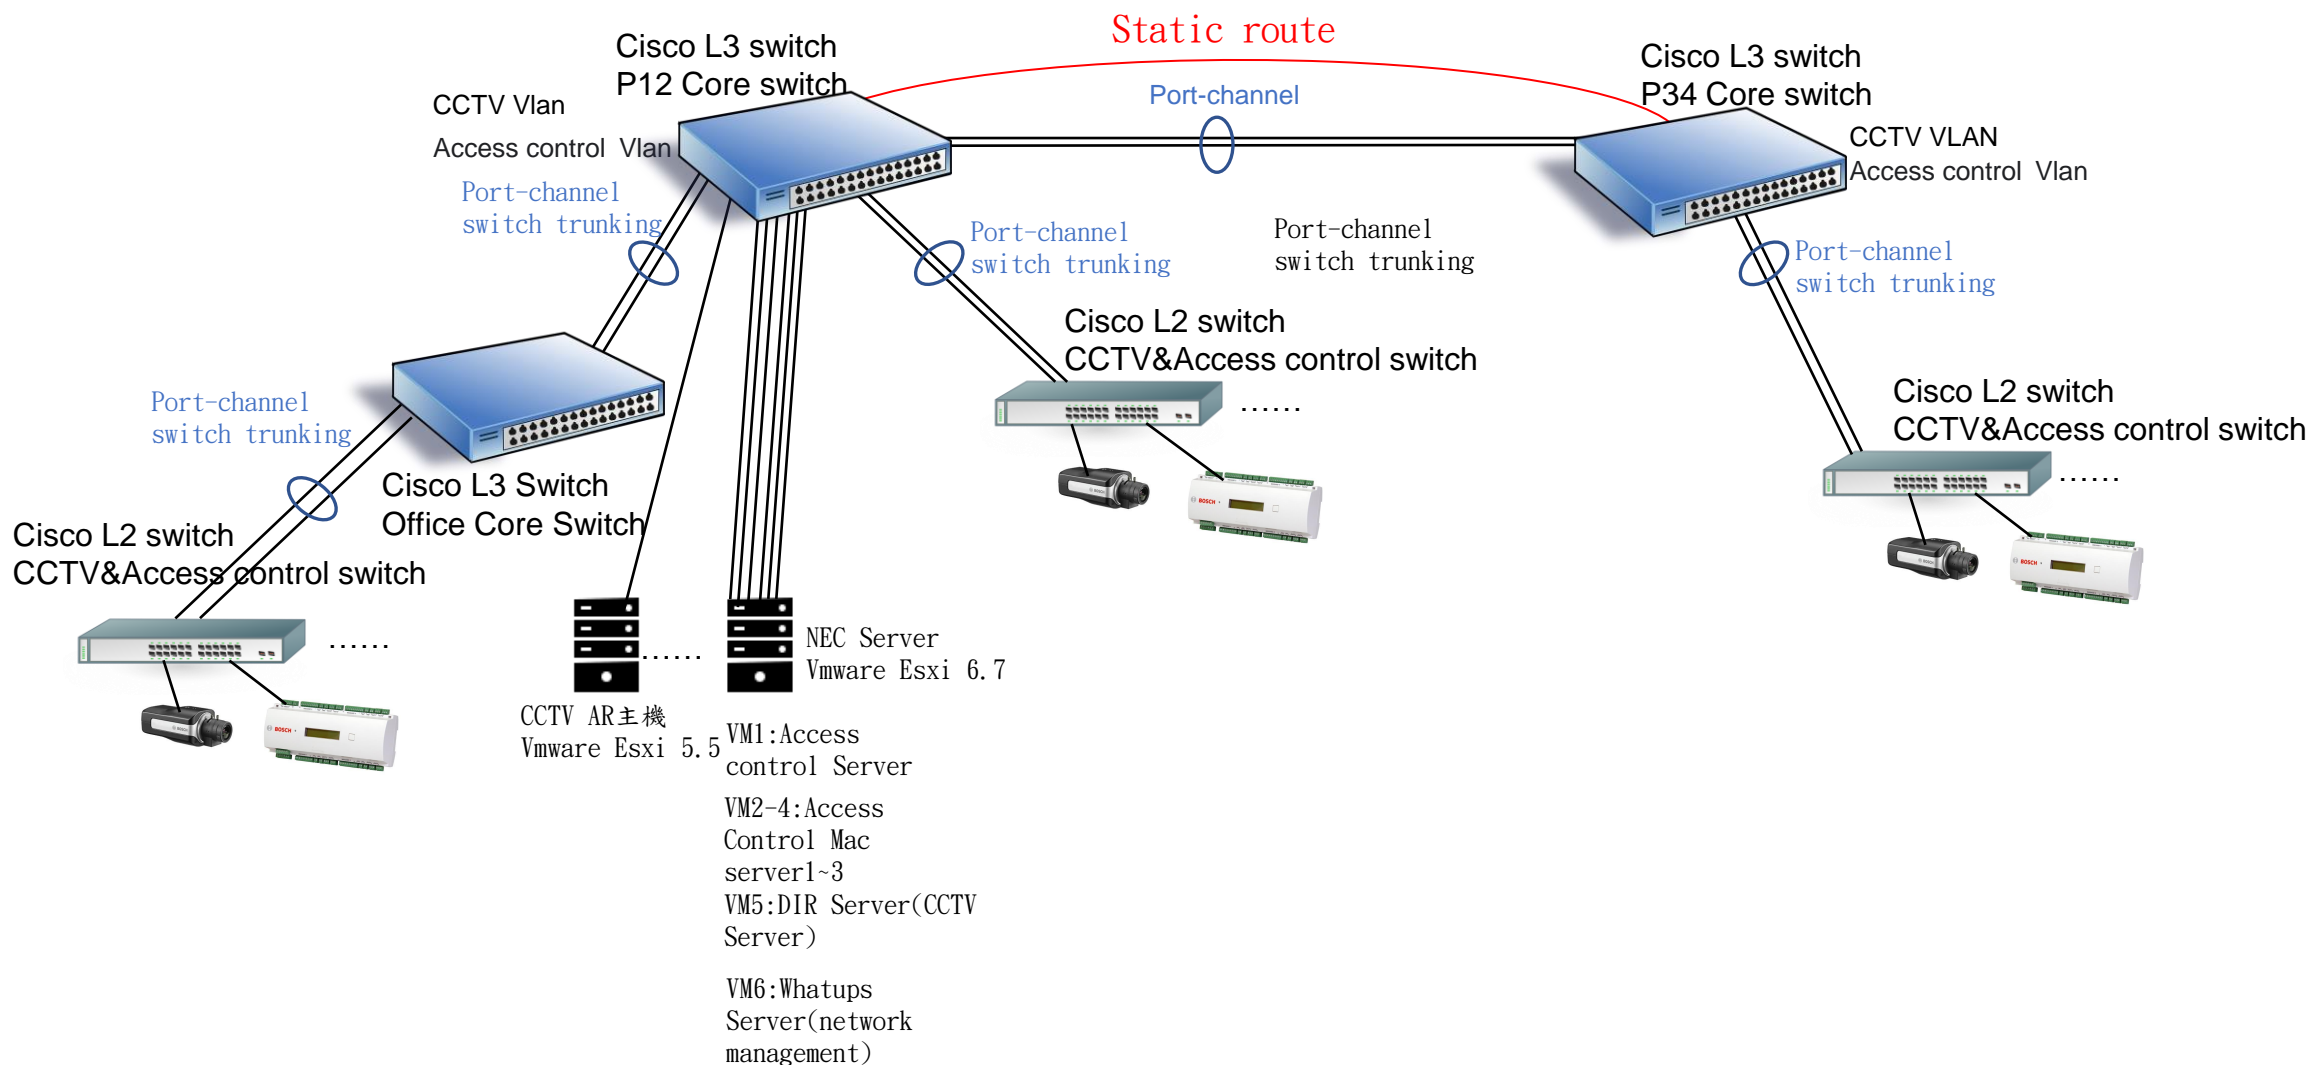 Static route
Cisco L3 switch
P12 Core switch
Cisco L3 switch
P34 Core switch
CCTV Vlan
Access control Vlan
Port-channel
CCTV VLAN
Access control Vlan
Port-channel
switch trunking
Port-channel
switch trunking
Port-channel
switch trunking
Port-channel
switch trunking
Cisco L2 switch
CCTV&Access control switch
......
Cisco L2 switch
CCTV&Access control switch
......
Port-channel
switch trunking
Cisco L3 Switch
Office Core Switch
Cisco L2 switch
CCTV&Access control switch
......
BOSCH
BOSCH
BOSCH
......
CCTV AR主機
Vmware Esxi 5.5
NEC Server
Vmware Esxi 6.7
VM1:Access
control Server
VM2-4:Access
Control Mac
server1~3
VM5:DIR Server(CCTV
Server)
VM6:Whatups
Server(network
management)